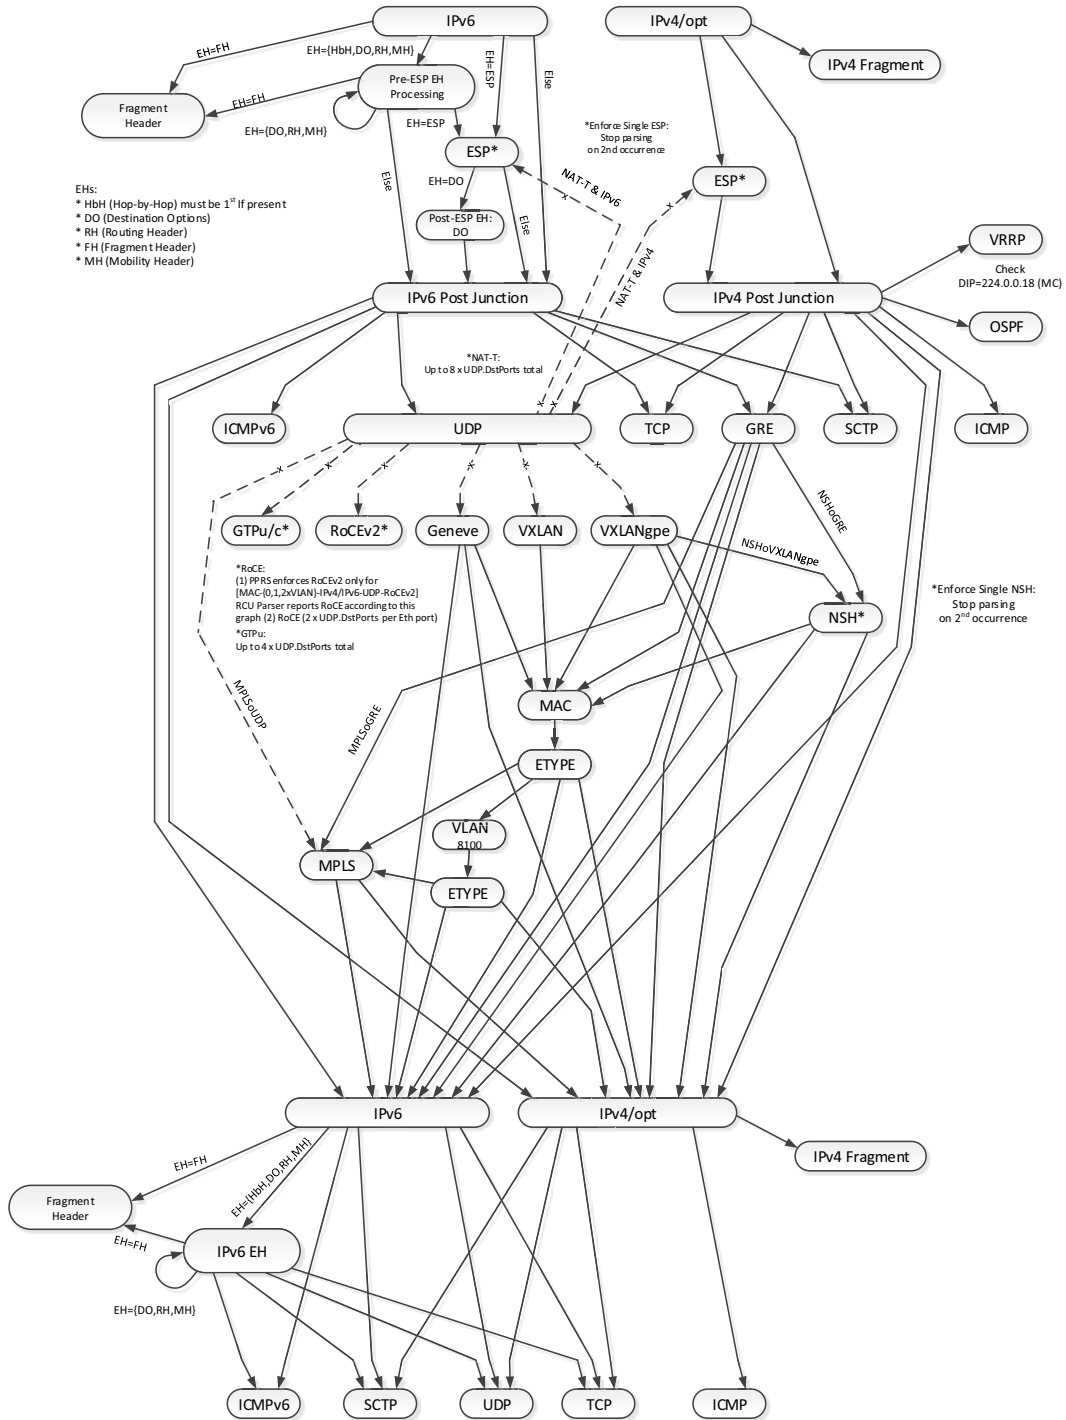 IPv6
IPv4/opt
EH=FH
EH={HbH,DO,RH,MH}
EH=ESP
Else
IPv4 Fragment
Pre-ESP EH
Processing
Fragment
Header
EH=FH
EH={DO,RH,MH}
EH=ESP
*Enforce Single ESP:
Stop parsing
on 2nd occurrence
ESP*
NAT-T & IPv6
x
ESP*
x
Else
EH=DO
EHs:
* HbH (Hop-by-Hop) must be 1st If present
* DO (Destination Options)
* RH (Routing Header)
* FH (Fragment Header)
* MH (Mobility Header)
Post-ESP EH:
DO
Else
NAT-T & IPv4
VRRP
Check
DIP=224.0.0.18 (MC)
IPv6 Post Junction
IPv4 Post Junction
OSPF
*NAT-T:
Up to 8 x UDP.DstPorts total
x
x
ICMPv6
UDP
TCP
GRE
SCTP
ICMP
x
x
x
x
x
x
NSHoGRE
GTPu/c*
RoCEv2*
Geneve
VXLAN
VXLANgpe
NSHoVXLANgpe
*RoCE:
(1) PPRS enforces RoCEv2 only for
[MAC-{0,1,2xVLAN}-IPv4/IPv6-UDP-RoCEv2]
RCU Parser reports RoCE according to this
graph (2) RoCE (2 x UDP.DstPorts per Eth port)
*GTPu:
Up to 4 x UDP.DstPorts total
NSH*
*Enforce Single NSH:
Stop parsing
on 2nd occurrence
MPLSoUDP
MPLSoGRE
MAC
ETYPE
VLAN
8100
MPLS
ETYPE
IPv6
IPv4/opt
IPv4 Fragment
EH=FH
EH={HbH,DO,RH,MH}
Fragment
Header
EH=FH
IPv6 EH
EH={DO,RH,MH}
ICMPv6
SCTP
UDP
TCP
ICMP